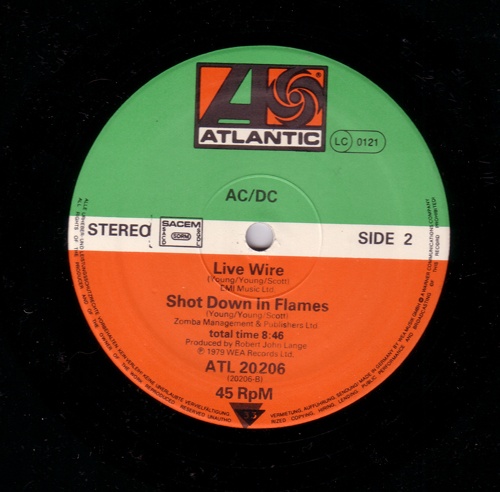 ATLANTIC
LC 0121
AC/DC
STEREO
SACEM
SIDE 2
Live Wire
(Young/Young/Scott)
EMI Music Ltd.
Shot Down in Flames
(Young/Young/Scott)
Zomba Management & Publishers Ltd
total time 8:46
Produced by Robert John Lange
℗ 1979 WEA Records Ltd.
ATL 20206
(20206-B)
45 RpM